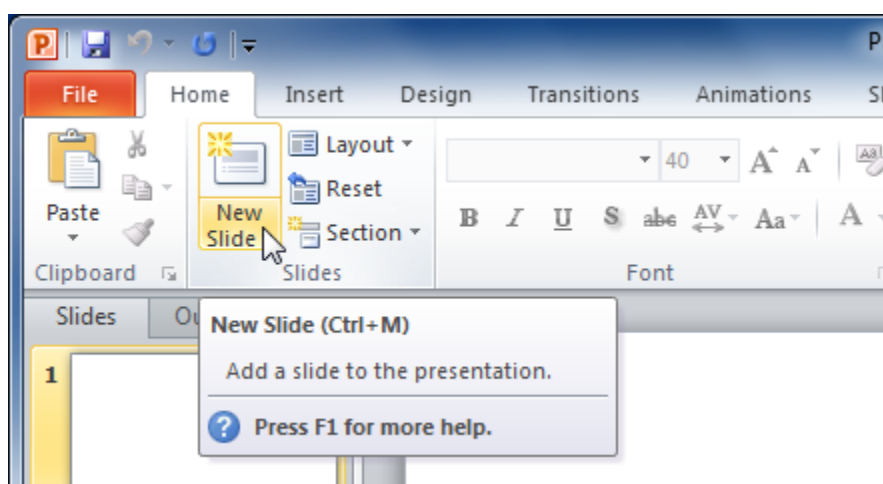 P
File Home Insert Design Transitions Animations
Layout
Reset
Section
New
Slide
Paste
Clipboard
Slides
40
A A
Aa
B I U S abc AV Aa A
Font
Slides
New Slide (Ctrl+M)
Add a slide to the presentation.
Press F1 for more help.
1